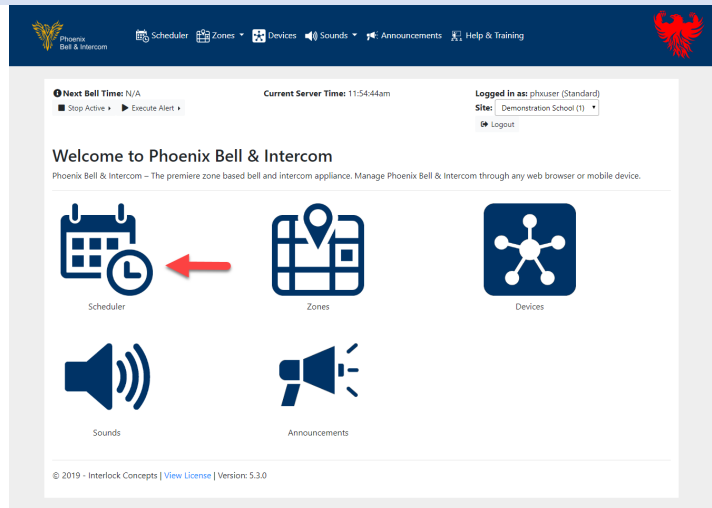 Phoenix
Bell & Intercom
Scheduler Zones Devices Sounds Announcements Help & Training
Next Bell Time: N/A Current Server Time: 11:54:44am Logged in as: phxuser (Standard)
Stop Active Execute Alert Site: Demonstration School (1)
Logout
Welcome to Phoenix Bell & Intercom
Phoenix Bell & Intercom – The premiere zone based bell and intercom appliance. Manage Phoenix Bell & Intercom through any web browser or mobile device.
Scheduler Zones Devices
Sounds Announcements
© 2019 - Interlock Concepts | View License | Version: 5.3.0